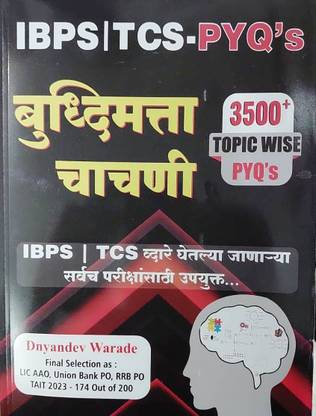 IBPS|TCS-PYQ's
बुध्दिमत्ता
चाचणी
3500+
TOPIC WISE
PYQ's
IBPS | TCS व्दारे घेतल्या जाणाऱ्या
सर्वच परीक्षांसाठी उपयुक्त...
Dnyandev Warade
Final Selection as :
LIC AAO, Union Bank PO, RRB PO
TAIT 2023 - 174 Out of 200